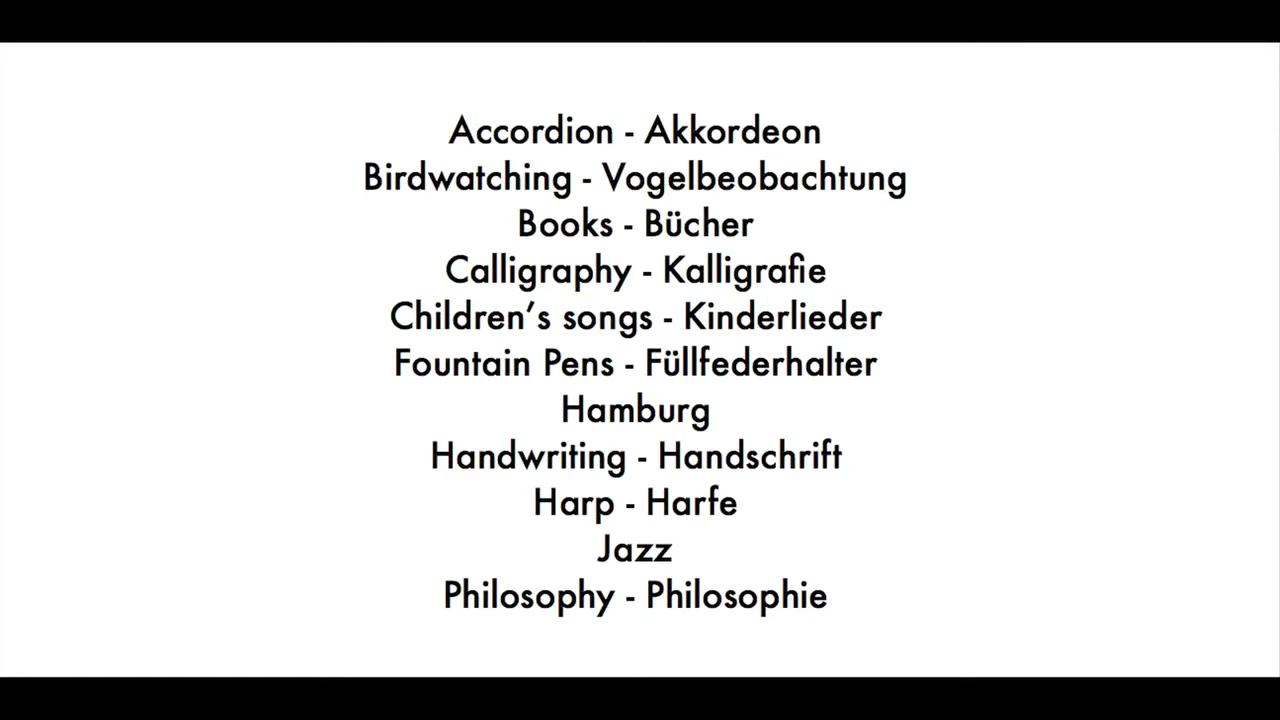 Accordion - Akkordeon
Birdwatching - Vogelbeobachtung
Books - Bücher
Calligraphy - Kalligrafie
Children’s songs - Kinderlieder
Fountain Pens - Füllfederhalter
Hamburg
Handwriting - Handschrift
Harp - Harfe
Jazz
Philosophy - Philosophie